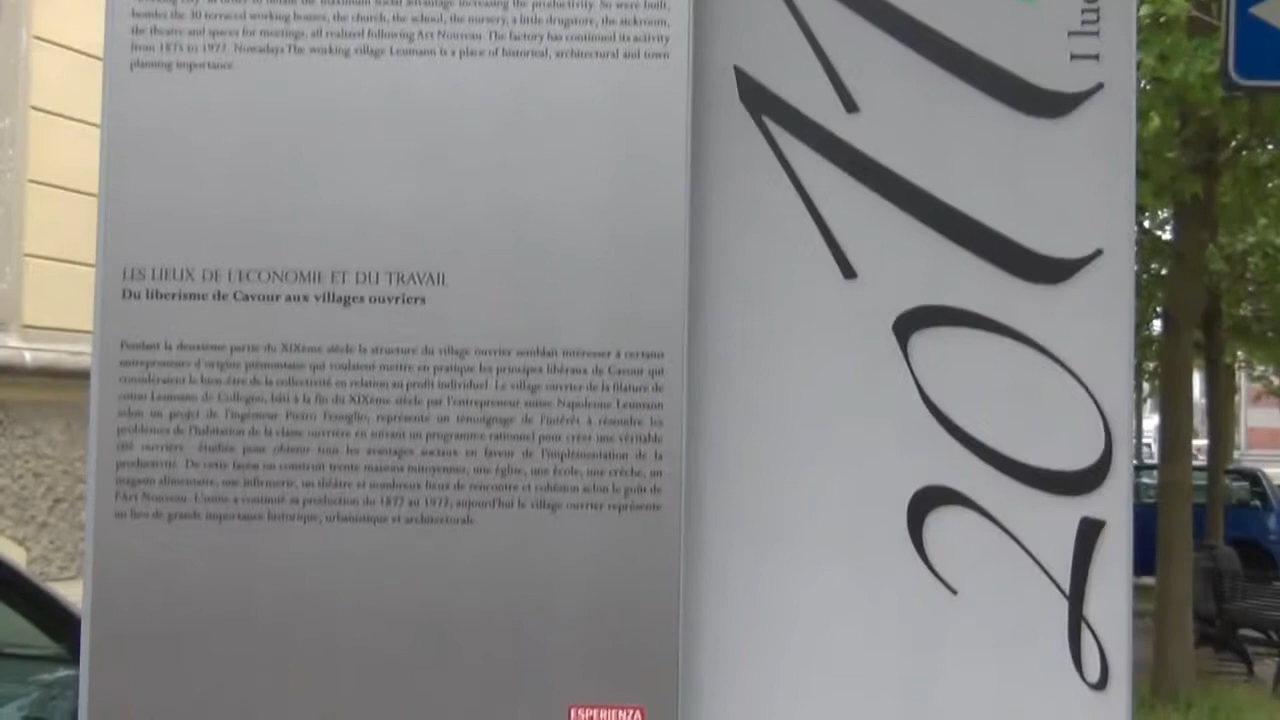 working city" in order to obtain the maximum social advantage increasing the productivity. So were built,
besides the 30 terraced working houses, the church, the school, the nursery, a little drugstore, the sickroom,
the theatre and spaces for meetings, all realized following Art Nouveau. The factory has continued its activity
from 1875 to 1972. Nowadays The working village Leumann is a place of historical, architectural and town
planning importance.
LES LIEUX DE L'ECONOMIE ET DU TRAVAIL
Du liberisme de Cavour aux villages ouvriers
Pendant la deuxième partie du XIXème siècle la structure du village ouvrier semblait intéresser à certains
entrepreneurs d'origine piémontaise qui voulaient mettre en pratique les principes libéraux de Cavour qui
considéraient le bien-être de la collectivité en relation au profit individuel. Le village ouvrier de la filature de
coton Leumann de Collegno, bâti à la fin du XIXème siècle par l'entrepreneur suisse Napoleone Leumann
selon un projet de l'ingénieur Pietro Fenoglio, représente un témoignage de l'intérêt à résoudre les
problèmes de l'habitation de la classe ouvrière en suivant un programme rationnel pour créer une véritable
cité ouvrière étudiée pour obtenir tous les avantages sociaux en faveur de l'implémentation de la
productivité. De cette façon on construit trente maisons mitoyennes, une église, une école, une crèche, un
magasin alimentaire, une infirmerie, un théâtre et nombreux lieux de rencontre et cohésion selon le goût de
l'Art Nouveau. L'usine a continué sa production du 1877 au 1972; aujourd'hui le village ouvrier représente
un lieu de grande importance historique, urbanistique et architecturale.
ESPERIENZA
2011
I luo